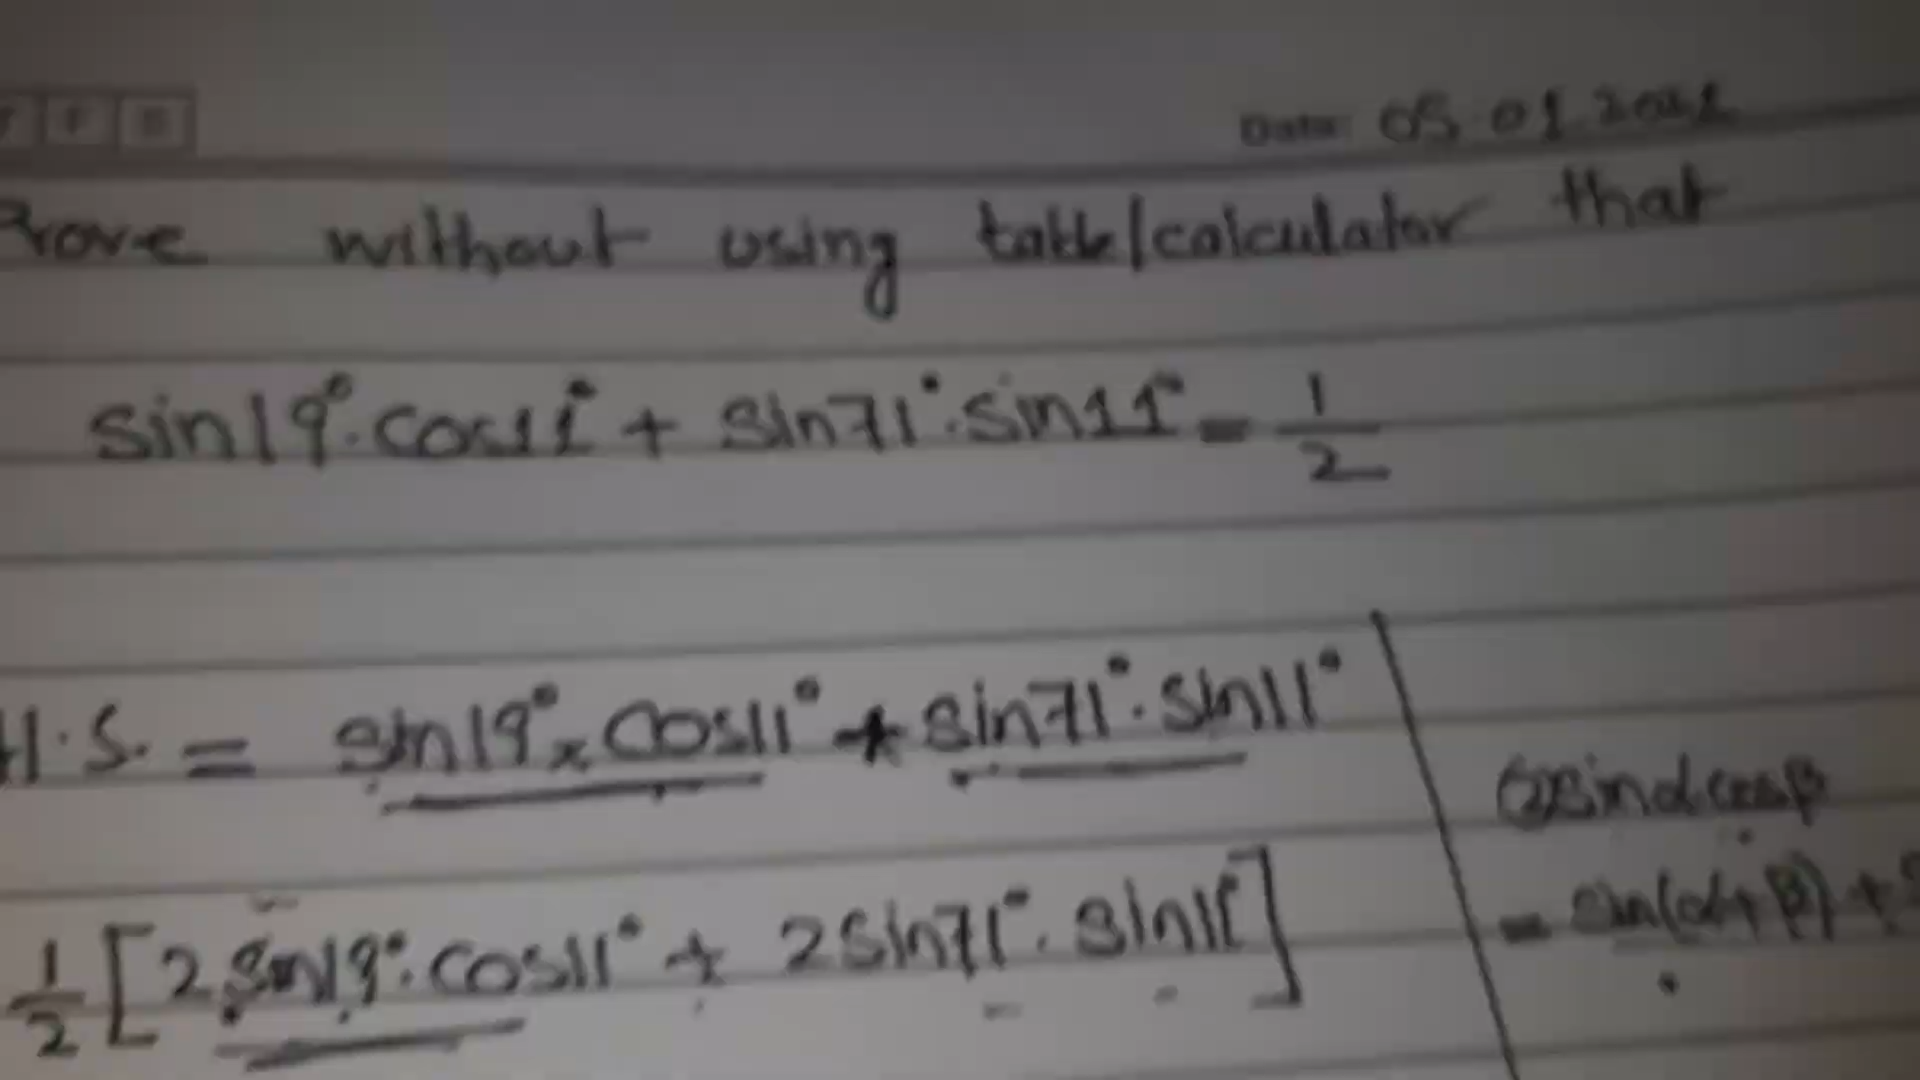 Date: 05.01.2021
Prove without using table/calculator that
sin19°.cos11° + sin71°.sin11° = 1/2
H.S. = sin19° × cos11° + sin71°.sin11°
2sinαcosβ
1/2 [2sin19°.cos11° + 2sin71°.sin11°]
= sin(α+β) + S